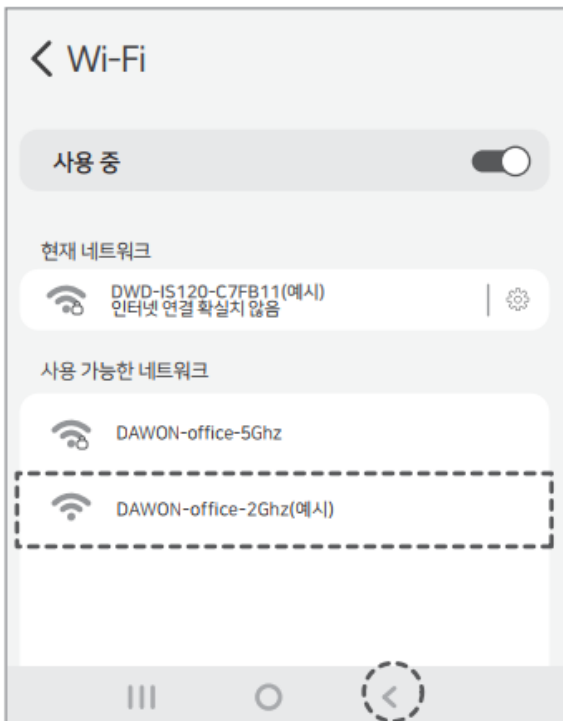 Wi-Fi
사용 중
현재 네트워크
DWD-IS120-C7FB11(예시)
인터넷 연결 확실치 않음
사용 가능한 네트워크
DAWON-office-5Ghz
DAWON-office-2Ghz(예시)